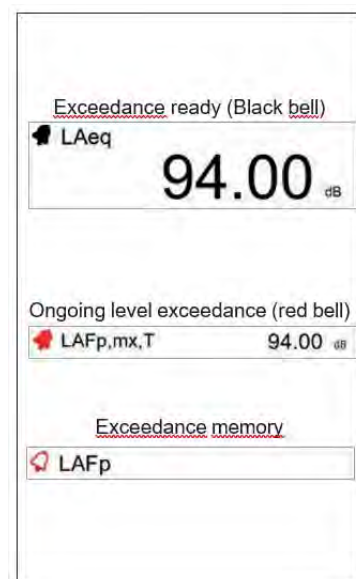 Exceedance ready (Black bell)
LAeq
94.00 dB
Ongoing level exceedance (red bell)
LAFp,mx,T 94.00 dB
Exceedance memory
LAFp